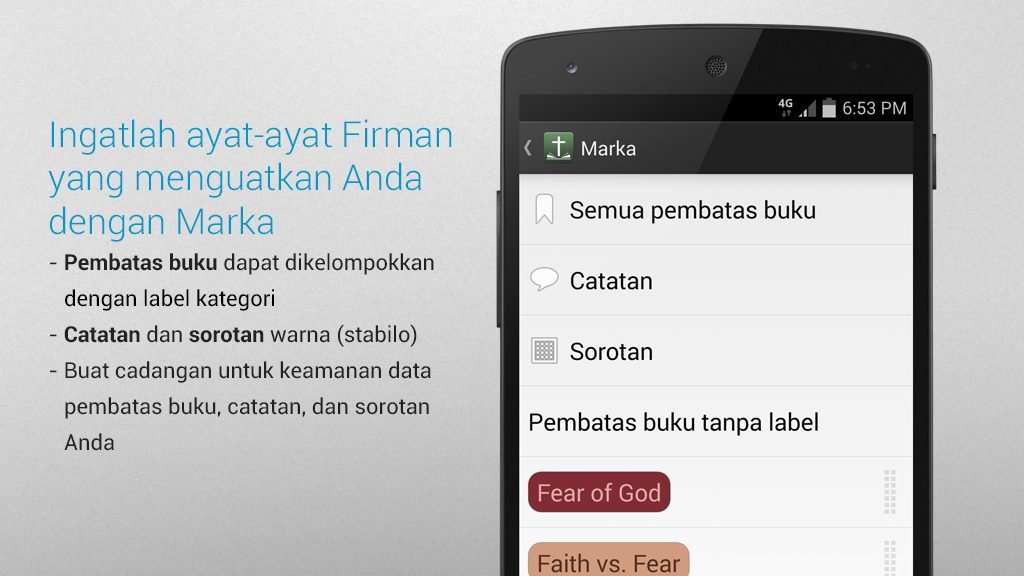 Ingatlah ayat-ayat Firman
yang menguatkan Anda
dengan Marka
- Pembatas buku dapat dikelompokkan
dengan label kategori
- Catatan dan sorotan warna (stabilo)
- Buat cadangan untuk keamanan data
pembatas buku, catatan, dan sorotan
Anda
4G 6:53 PM
Marka
Semua pembatas buku
Catatan
Sorotan
Pembatas buku tanpa label
Fear of God
Faith vs. Fear